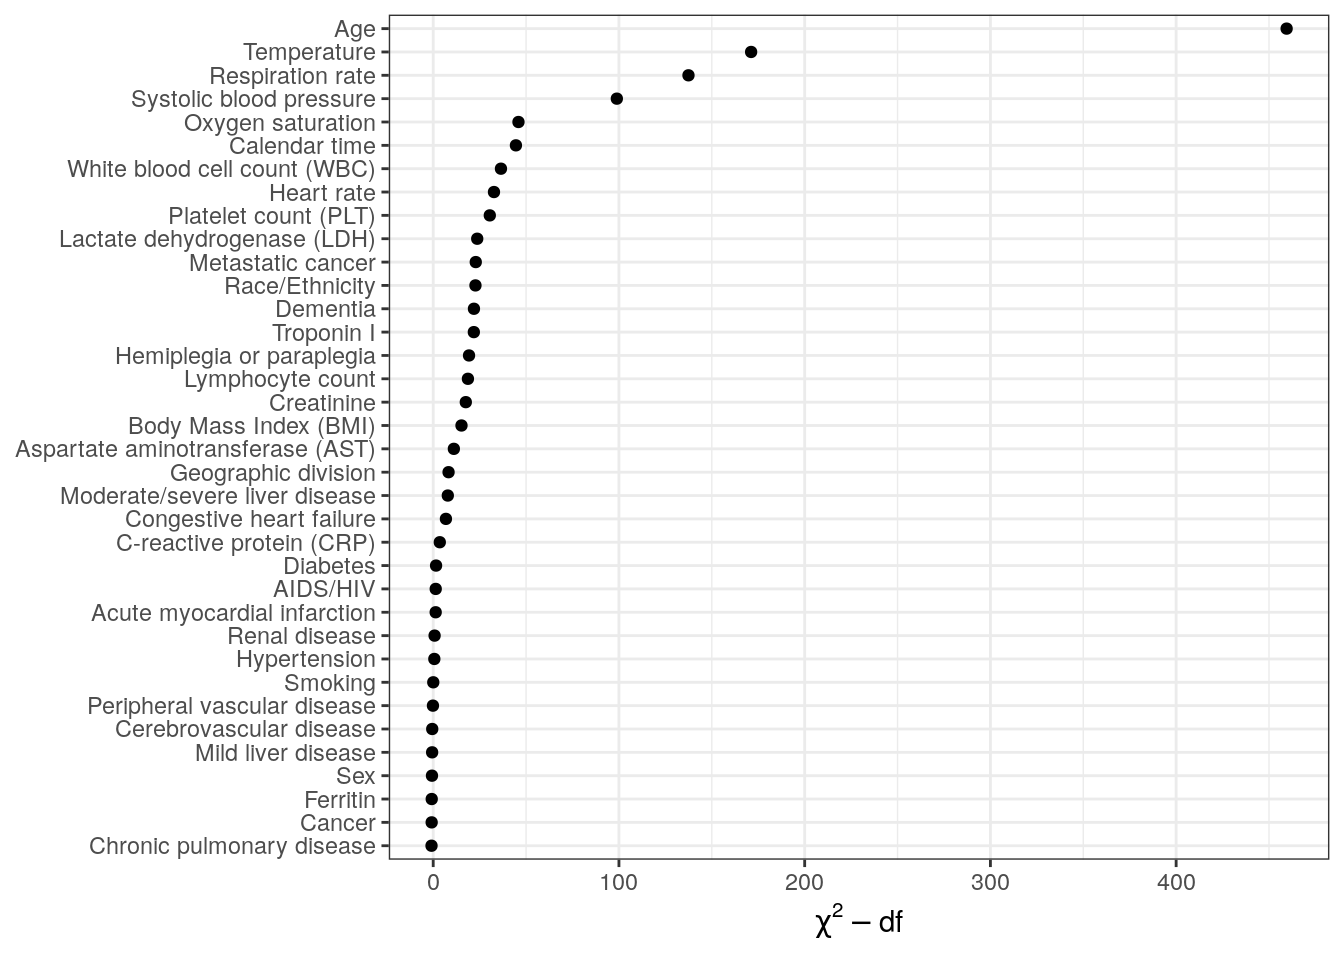 Age
Temperature
Respiration rate
Systolic blood pressure
Oxygen saturation
Calendar time
White blood cell count (WBC)
Heart rate
Platelet count (PLT)
Lactate dehydrogenase (LDH)
Metastatic cancer
Race/Ethnicity
Dementia
Troponin I
Hemiplegia or paraplegia
Lymphocyte count
Creatinine
Body Mass Index (BMI)
Aspartate aminotransferase (AST)
Geographic division
Moderate/severe liver disease
Congestive heart failure
C-reactive protein (CRP)
Diabetes
AIDS/HIV
Acute myocardial infarction
Renal disease
Hypertension
Smoking
Peripheral vascular disease
Cerebrovascular disease
Mild liver disease
Sex
Ferritin
Cancer
Chronic pulmonary disease
0 100 200 300 400
χ² − df